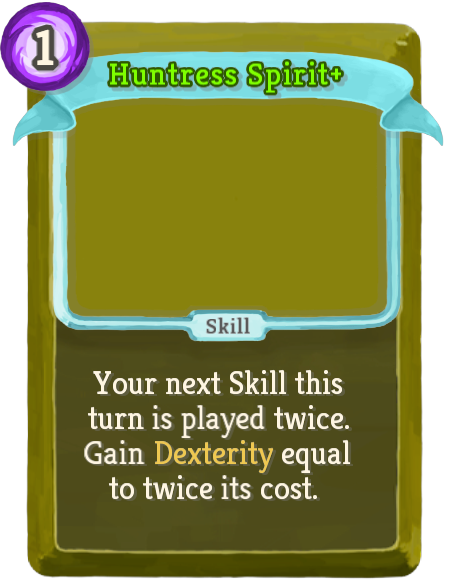 1
Huntress Spirit+
Skill
Your next Skill this
turn is played twice.
Gain Dexterity equal
to twice its cost.